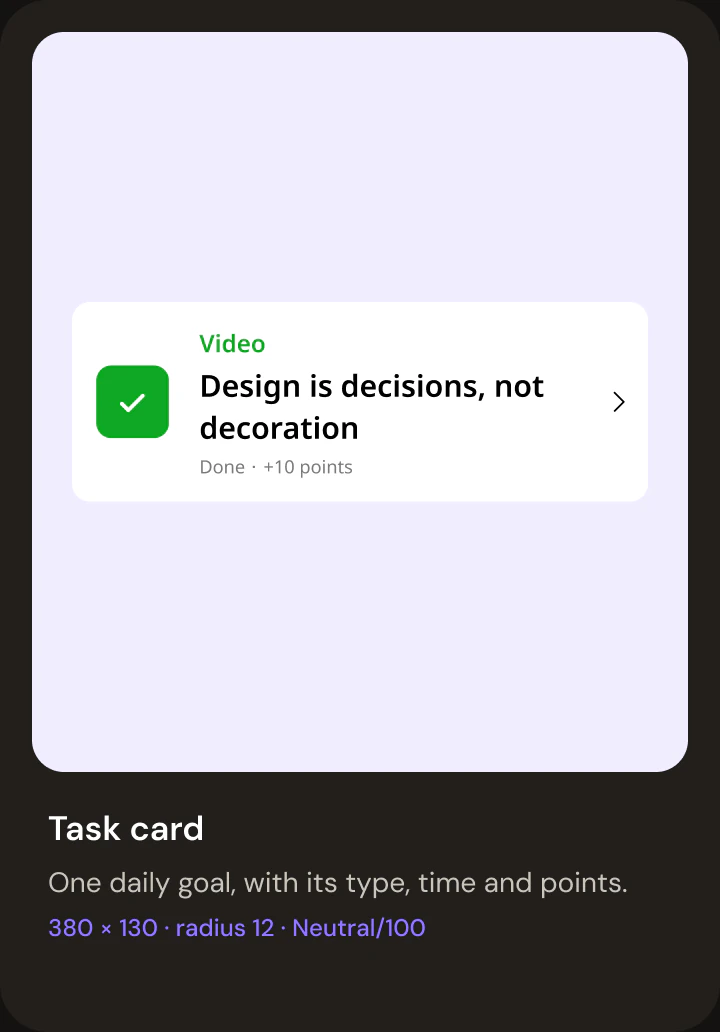 Video
Design is decisions, not
decoration
Done · +10 points
Task card
One daily goal, with its type, time and points.
380 × 130 · radius 12 · Neutral/100